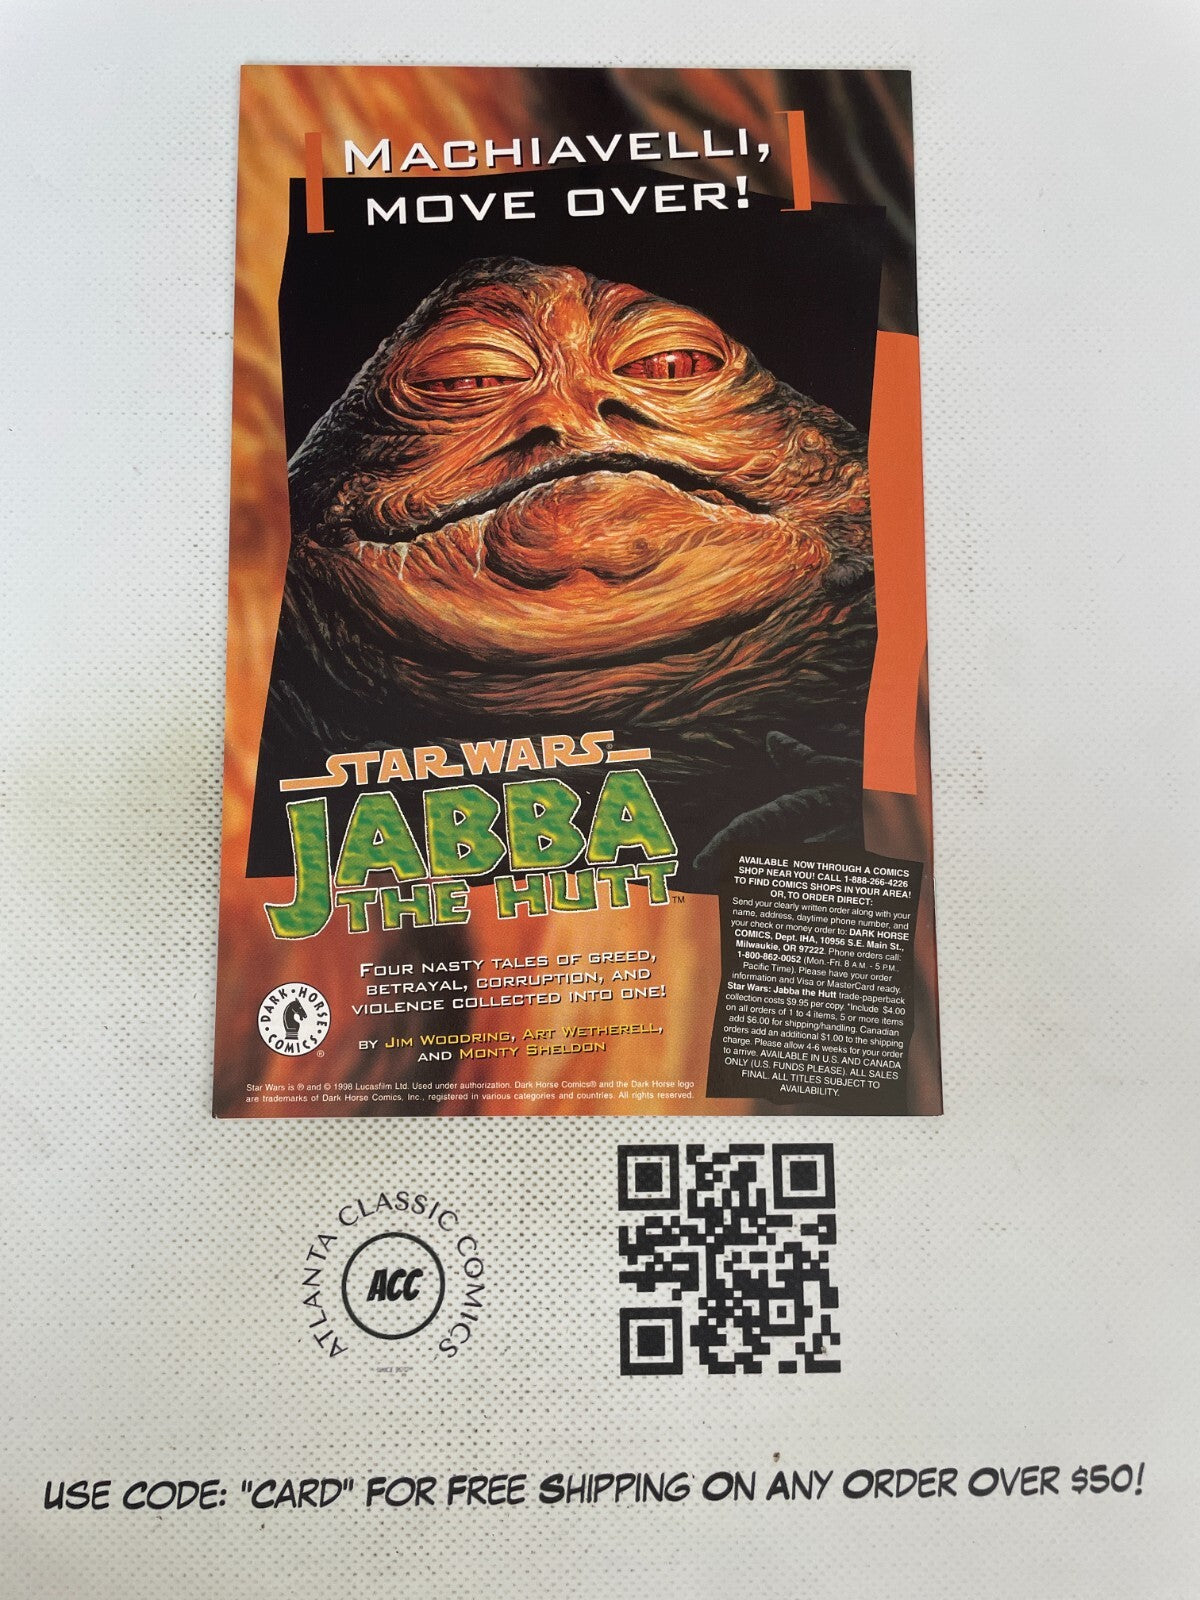 MACHIAVELLI,
MOVE OVER!
STAR WARS®
JABBA
THE HUTT™
FOUR NASTY TALES OF GREED,
BETRAYAL, CORRUPTION, AND
VIOLENCE COLLECTED INTO ONE!
BY JIM WOODRING, ART WETHERELL,
AND MONTY SHELDON
DARK HORSE COMICS ®
Star Wars is ® and © 1998 Lucasfilm Ltd. Used under authorization. Dark Horse Comics® and the Dark Horse logo
are trademarks of Dark Horse Comics, Inc., registered in various categories and countries. All rights reserved.
AVAILABLE NOW THROUGH A COMICS
SHOP NEAR YOU! CALL 1-888-266-4226
TO FIND COMICS SHOPS IN YOUR AREA!
OR, TO ORDER DIRECT:
Send your clearly written order along with your
name, address, daytime phone number, and
your check or money order to: DARK HORSE
COMICS, Dept. IHA, 10956 S.E. Main St.,
Milwaukie, OR 97222. Phone orders call:
1-800-862-0052 (Mon.-Fri. 8 A.M. - 5 P.M.
Pacific Time). Please have your order
information and Visa or MasterCard ready.
Star Wars: Jabba the Hutt trade-paperback
collection costs $9.95 per copy. *Include $4.00
on all orders of 1 to 4 items, 5 or more items
add $6.00 for shipping/handling. Canadian
orders add an additional $1.00 to the shipping
charge. Please allow 4-6 weeks for your order
to arrive. AVAILABLE IN U.S. AND CANADA
ONLY (U.S. FUNDS PLEASE). ALL SALES
FINAL. ALL TITLES SUBJECT TO
AVAILABILITY.
ATLANTA CLASSIC COMICS
ACC
USE CODE: "CARD" FOR FREE SHIPPING ON ANY ORDER OVER $50!